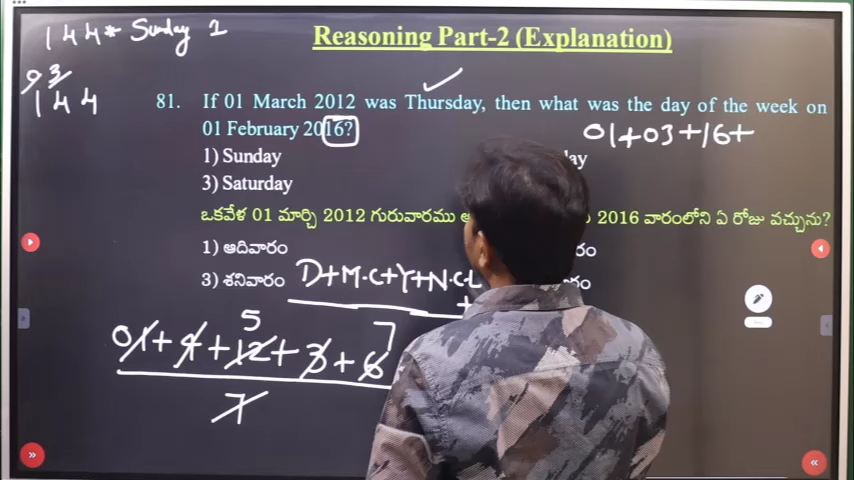 144* Sunday 1
Reasoning Part-2 (Explanation)
93
144
81. If 01 March 2012 was Thursday, then what was the day of the week on
01 February 2016?
01+03+16+
1) Sunday
3) Saturday
ఒకవేళ 01 మార్చి 2012 గురువారము 2016 వారంలోని ఏ రోజు వచ్చును?
1) ఆదివారం
3) శనివారం
D+M.C+Y+N.C.L
+
5
01+4+12+3+6
7
7